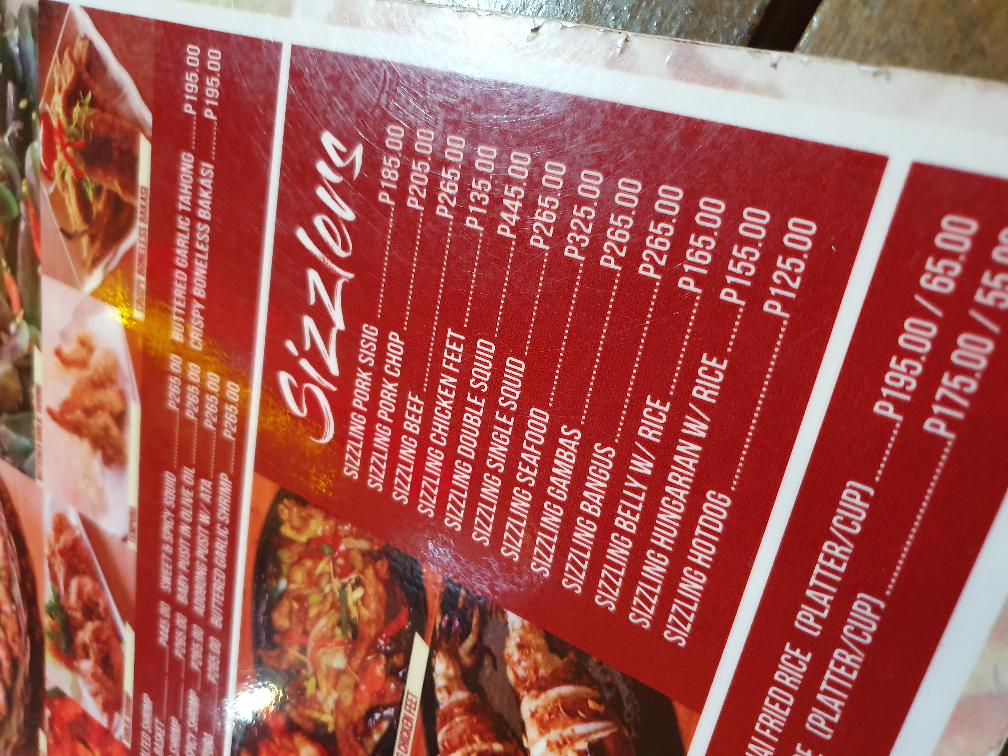 Sizzlers
SIZZLING PORK SISIG ........ P185.00
SIZZLING PORK CHOP ........ P205.00
SIZZLING BEEF ........ P265.00
SIZZLING CHICKEN FEET ........ P135.00
SIZZLING DOUBLE SQUID ........ P445.00
SIZZLING SINGLE SQUID ........ P265.00
SIZZLING SEAFOOD ........ P325.00
SIZZLING GAMBAS ........ P265.00
SIZZLING BANGUS ........ P265.00
SIZZLING BELLY W/ RICE ........ P165.00
SIZZLING HUNGARIAN W/ RICE ........ P155.00
SIZZLING HOTDOG ........ P125.00
BUTTERED GARLIC TAHONG ........ P195.00
CRISPY BONELESS BAKASI ........ P195.00
SWEET & SPICY SQUID ........ P265.00
BABY PUSIT IN OLIVE OIL ........ P265.00
ADOBONG PUSIT W/ ATA ........ P265.00
BUTTERED GARLIC SHRIMP ........ P265.00
FRIED RICE (PLATTER/CUP) ........ P195.00 / 65.00
(PLATTER/CUP) ........ P175.00 /
CHICKEN FEET